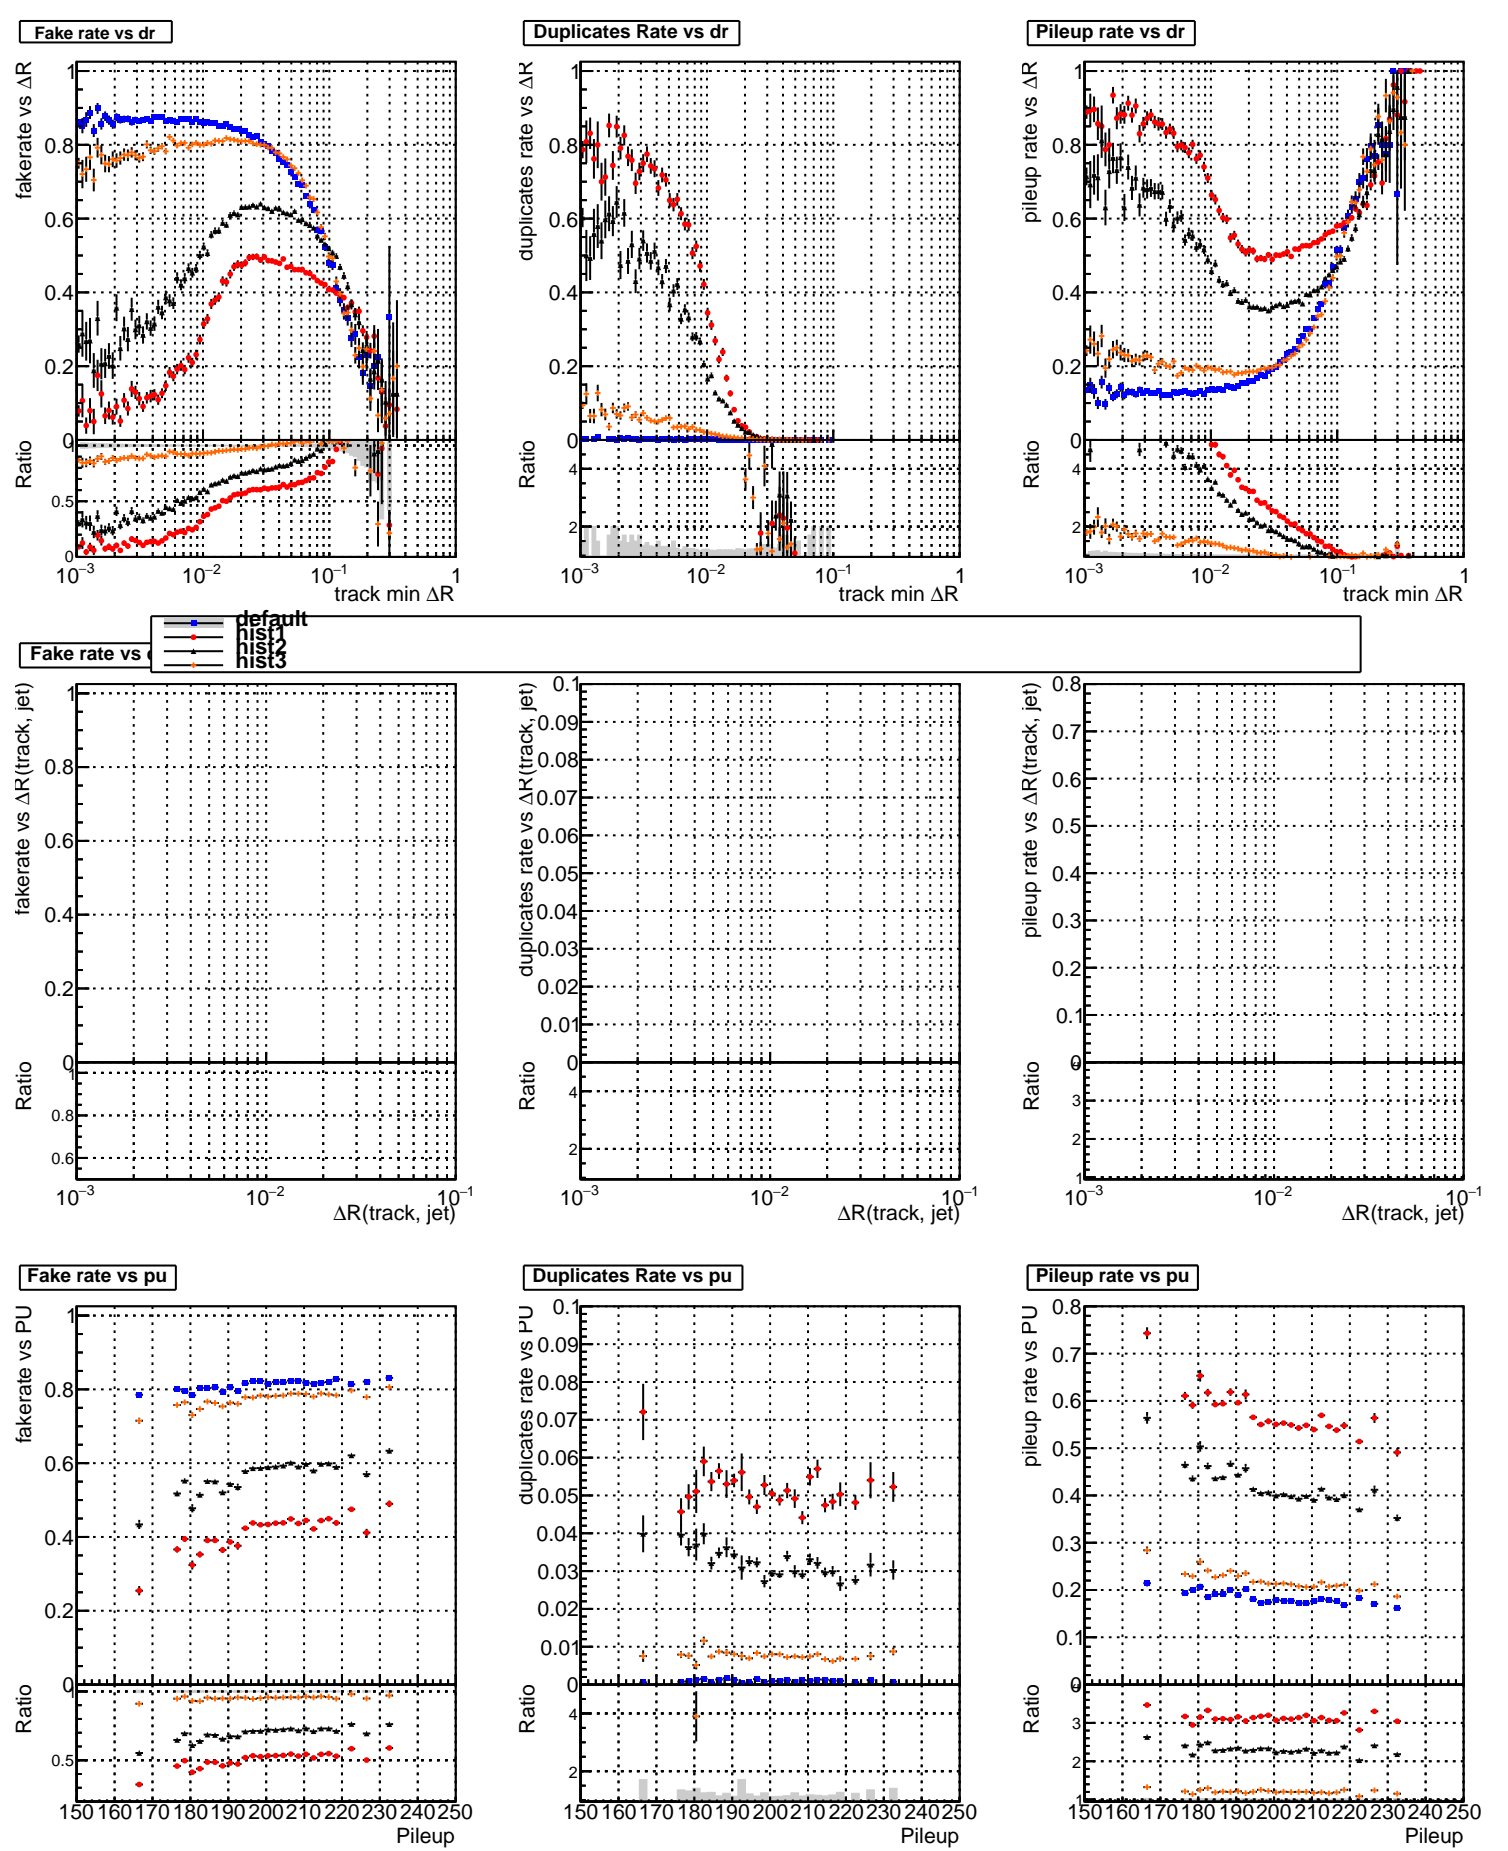 Fake rate vs dr
Duplicates Rate vs dr
Pileup rate vs dr
fakerate vs ΔR
1
0.8
0.6
0.4
0.2
0
Ratio
1
0.5
0
10⁻³ 10⁻² 10⁻¹ 1
track min ΔR
duplicates rate vs ΔR
1
0.8
0.6
0.4
0.2
0
Ratio
4
2
10⁻³ 10⁻² 10⁻¹ 1
track min ΔR
pileup rate vs ΔR
1
0.8
0.6
0.4
0.2
0
Ratio
4
2
10⁻³ 10⁻² 10⁻¹ 1
track min ΔR
default
hist1
hist2
hist3
Fake rate vs
fakerate vs ΔR(track, jet)
1
0.8
0.6
0.4
0.2
0
Ratio
1
0.8
0.6
10⁻³ 10⁻² 10⁻¹
ΔR(track, jet)
duplicates rate vs ΔR(track, jet)
0.1
0.09
0.08
0.07
0.06
0.05
0.04
0.03
0.02
0.01
0
Ratio
4
2
10⁻³ 10⁻² 10⁻¹
ΔR(track, jet)
pileup rate vs ΔR(track, jet)
0.8
0.7
0.6
0.5
0.4
0.3
0.2
0.1
0
Ratio
3
2
1
10⁻³ 10⁻² 10⁻¹
ΔR(track, jet)
Fake rate vs pu
Duplicates Rate vs pu
Pileup rate vs pu
fakerate vs PU
1
0.8
0.6
0.4
0.2
0
Ratio
1
0.5
150 160 170 180 190 200 210 220 230 240 250
Pileup
duplicates rate vs PU
0.1
0.09
0.08
0.07
0.06
0.05
0.04
0.03
0.02
0.01
0
Ratio
4
2
150 160 170 180 190 200 210 220 230 240 250
Pileup
pileup rate vs PU
0.8
0.7
0.6
0.5
0.4
0.3
0.2
0.1
0
Ratio
3
2
1
150 160 170 180 190 200 210 220 230 240 250
Pileup